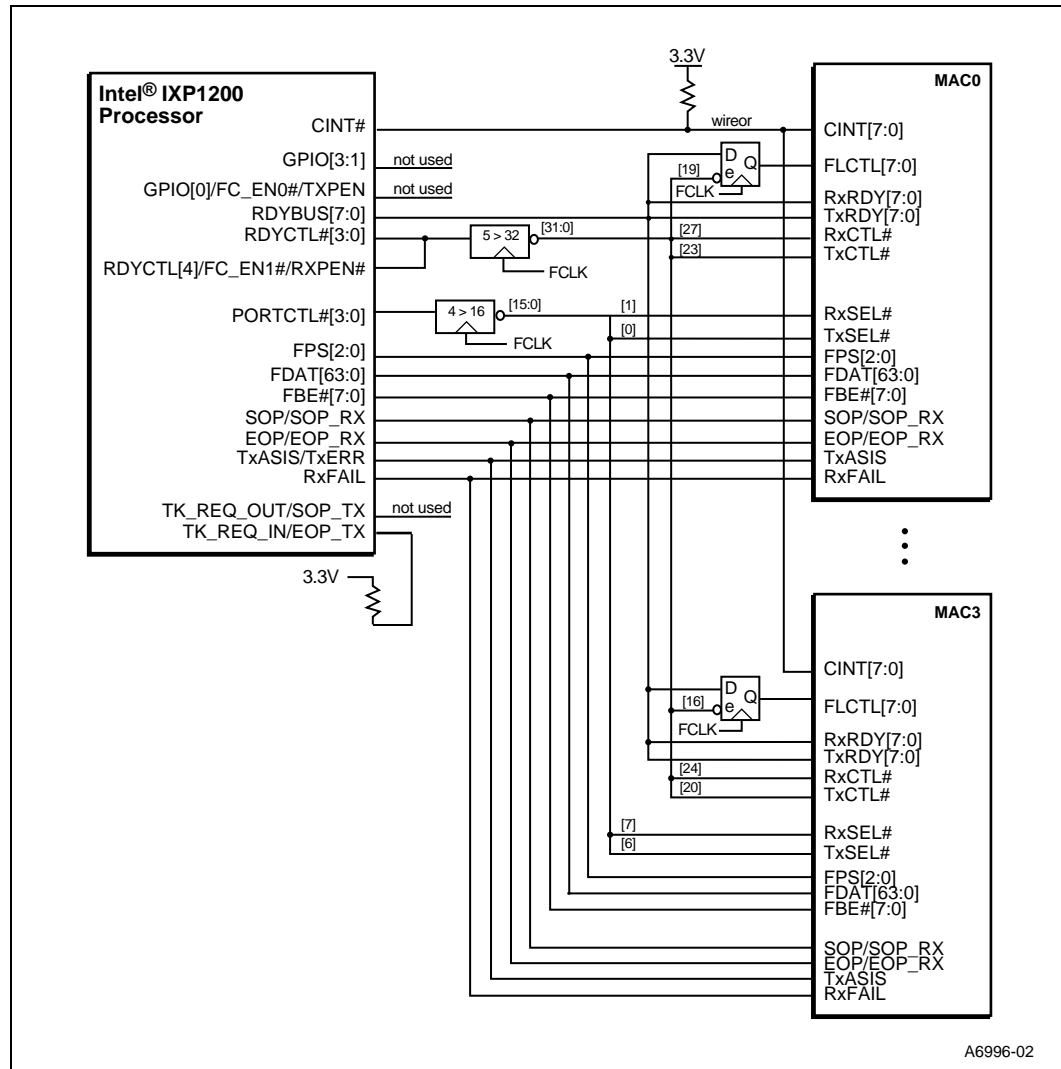 Intel® IXP1200
Processor
CINT#
GPIO[3:1]
not used
GPIO[0]/FC_EN0#/TXPEN
not used
RDYBUS[7:0]
RDYCTL#[3:0]
5 > 32
[31:0]
FCLK
RDYCTL[4]/FC_EN1#/RXPEN#
PORTCTL#[3:0]
4 > 16
[15:0]
FCLK
FPS[2:0]
FDAT[63:0]
FBE#[7:0]
SOP/SOP_RX
EOP/EOP_RX
TxASIS/TxERR
RxFAIL
TK_REQ_OUT/SOP_TX
not used
TK_REQ_IN/EOP_TX
3.3V
3.3V
wireor
D
Q
e
[19]
FCLK
[27]
[23]
[1]
[0]
MAC0
CINT[7:0]
FLCTL[7:0]
RxRDY[7:0]
TxRDY[7:0]
RxCTL#
TxCTL#
RxSEL#
TxSEL#
FPS[2:0]
FDAT[63:0]
FBE#[7:0]
SOP/SOP_RX
EOP/EOP_RX
TxASIS
RxFAIL
D
Q
e
[16]
FCLK
[24]
[20]
[7]
[6]
MAC3
CINT[7:0]
FLCTL[7:0]
RxRDY[7:0]
TxRDY[7:0]
RxCTL#
TxCTL#
RxSEL#
TxSEL#
FPS[2:0]
FDAT[63:0]
FBE#[7:0]
SOP/SOP_RX
EOP/EOP_RX
TxASIS
RxFAIL
A6996-02